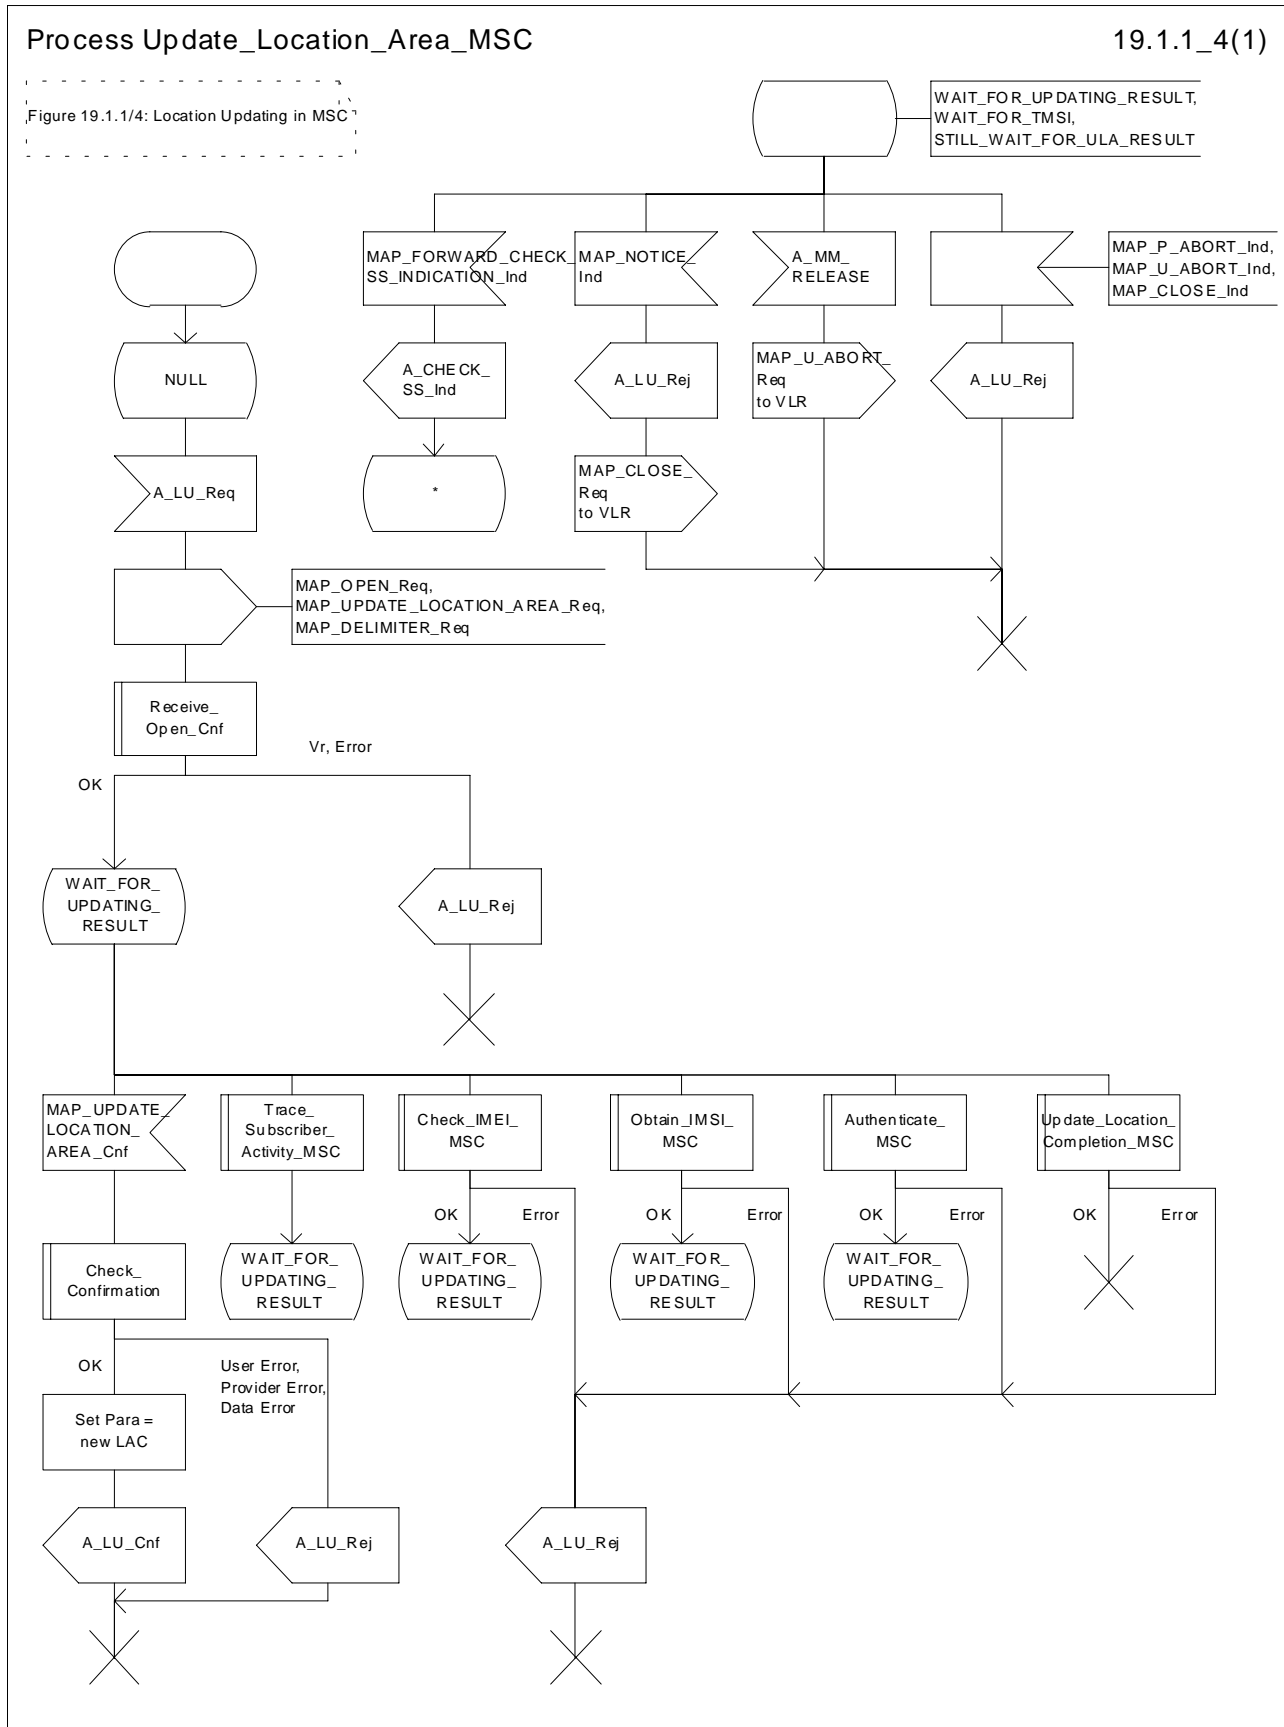 Process Update_Location_Area_MSC
19.1.1_4(1)
Figure 19.1.1/4: Location Updating in MSC
WAIT_FOR_UPDATING_RESULT,
WAIT_FOR_TMSI,
STILL_WAIT_FOR_ULA_RESULT
MAP_FORWARD_CHECK_
SS_INDICATION_Ind
MAP_NOTICE_
Ind
A_MM_
RELEASE
MAP_P_ABORT_Ind,
MAP_U_ABORT_Ind,
MAP_CLOSE_Ind
NULL
A_CHECK_
SS_Ind
A_LU_Rej
MAP_U_ABORT_
Req
to VLR
A_LU_Rej
A_LU_Req
*
MAP_CLOSE_
Req
to VLR
MAP_OPEN_Req,
MAP_UPDATE_LOCATION_AREA_Req,
MAP_DELIMITER_Req
Receive_
Open_Cnf
Vr, Error
OK
WAIT_FOR_
UPDATING_
RESULT
A_LU_Rej
MAP_UPDATE_
LOCATION_
AREA_Cnf
Trace_
Subscriber_
Activity_MSC
Check_IMEI_
MSC
Obtain_IMSI_
MSC
Authenticate_
MSC
Update_Location_
Completion_MSC
OK
Error
OK
Error
OK
Error
OK
Error
Check_
Confirmation
WAIT_FOR_
UPDATING_
RESULT
WAIT_FOR_
UPDATING_
RESULT
WAIT_FOR_
UPDATING_
RESULT
WAIT_FOR_
UPDATING_
RESULT
OK
User Error,
Provider Error,
Data Error
Set Para =
new LAC
A_LU_Cnf
A_LU_Rej
A_LU_Rej